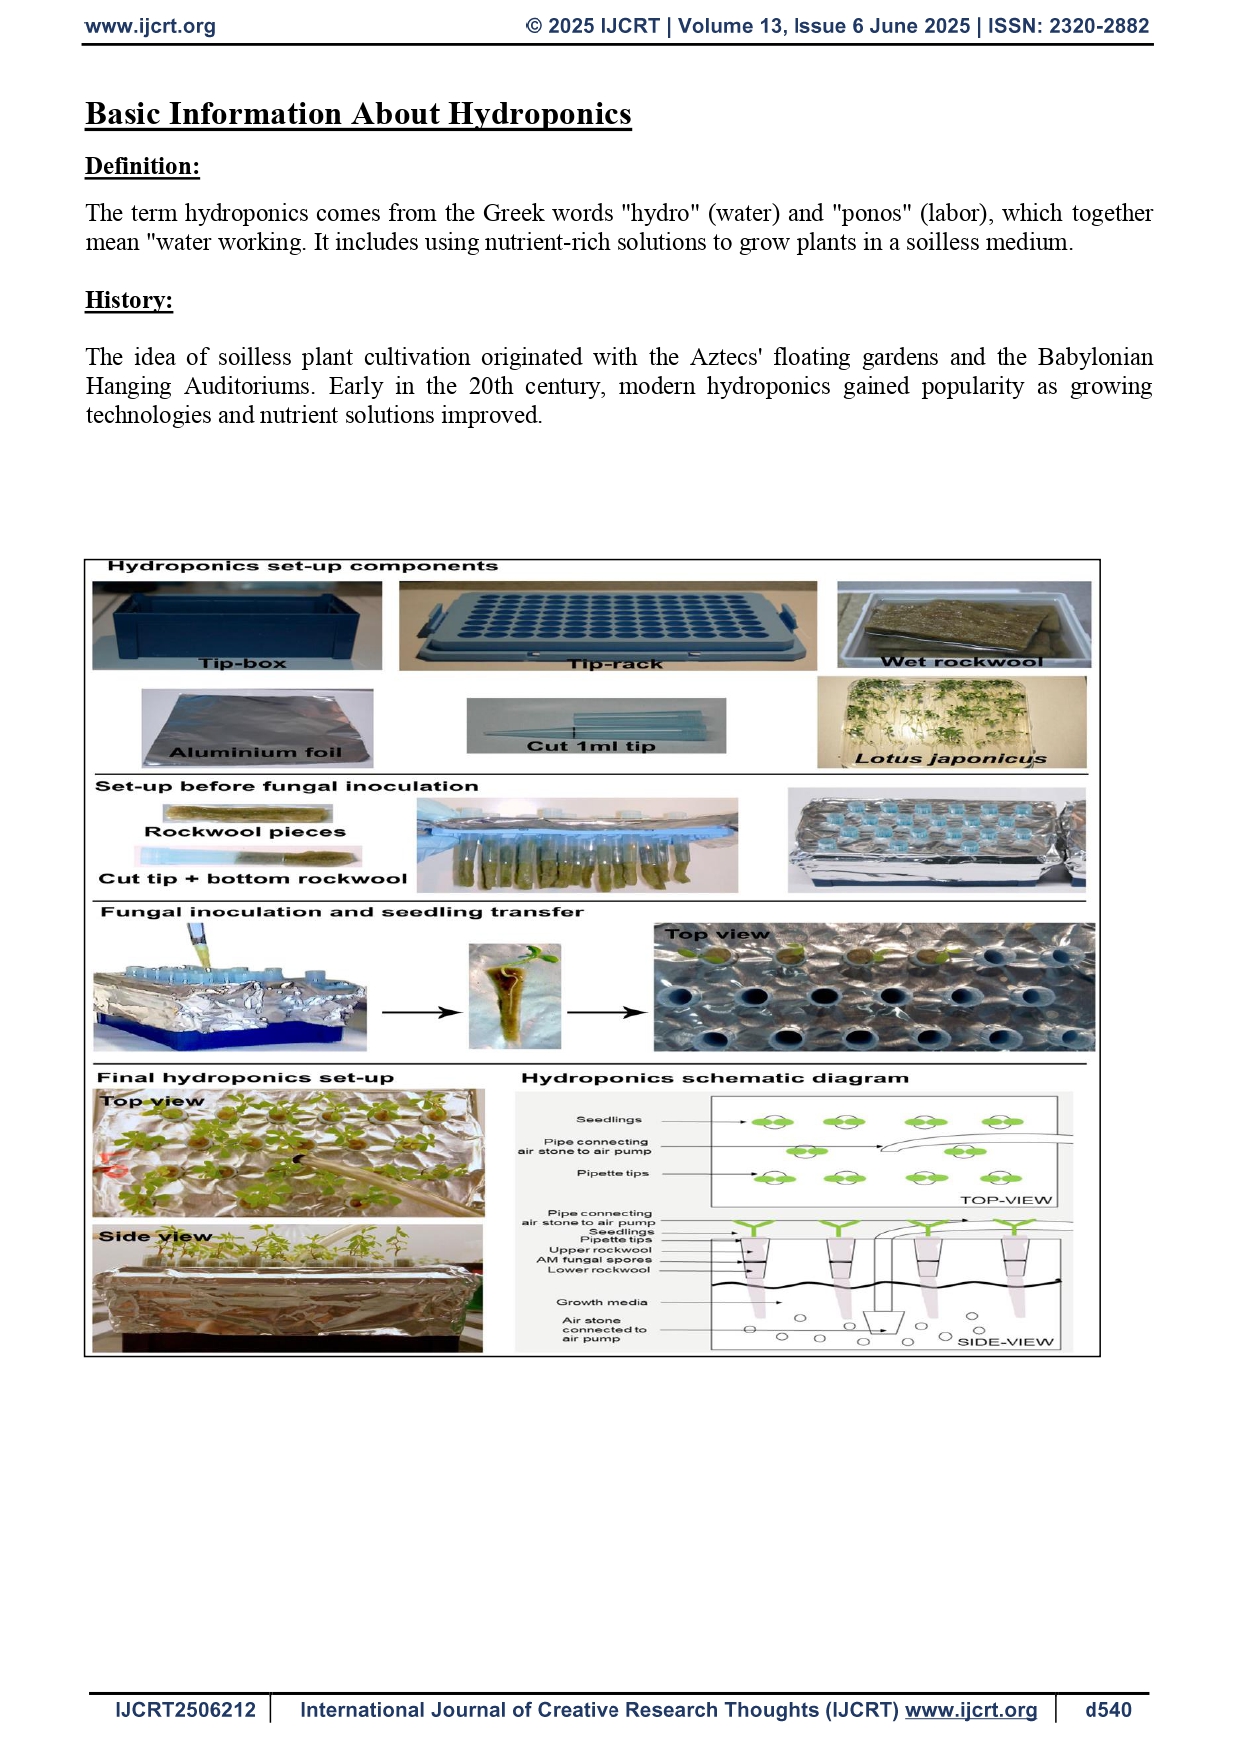 www.ijcrt.org © 2025 IJCRT | Volume 13, Issue 6 June 2025 | ISSN: 2320-2882
Basic Information About Hydroponics
Definition:
The term hydroponics comes from the Greek words "hydro" (water) and "ponos" (labor), which together
mean "water working. It includes using nutrient-rich solutions to grow plants in a soilless medium.
History:
The idea of soilless plant cultivation originated with the Aztecs' floating gardens and the Babylonian
Hanging Auditoriums. Early in the 20th century, modern hydroponics gained popularity as growing
technologies and nutrient solutions improved.
Hydroponics set-up components
Tip-box
Tip-rack
Wet rockwool
Aluminium foil
Cut 1ml tip
Lotus japonicus
Set-up before fungal inoculation
Rockwool pieces
Cut tip + bottom rockwool
Fungal inoculation and seedling transfer
Top view
Final hydroponics set-up
Top view
Side view
Hydroponics schematic diagram
Seedlings
Pipe connecting
air stone to air pump
Pipette tips
TOP-VIEW
Pipe connecting
air stone to air pump
Seedlings
Pipette tips
Upper rockwool
AM fungal spores
Lower rockwool
Growth media
Air stone
connected to
air pump
SIDE-VIEW
IJCRT2506212 International Journal of Creative Research Thoughts (IJCRT) www.ijcrt.org d540